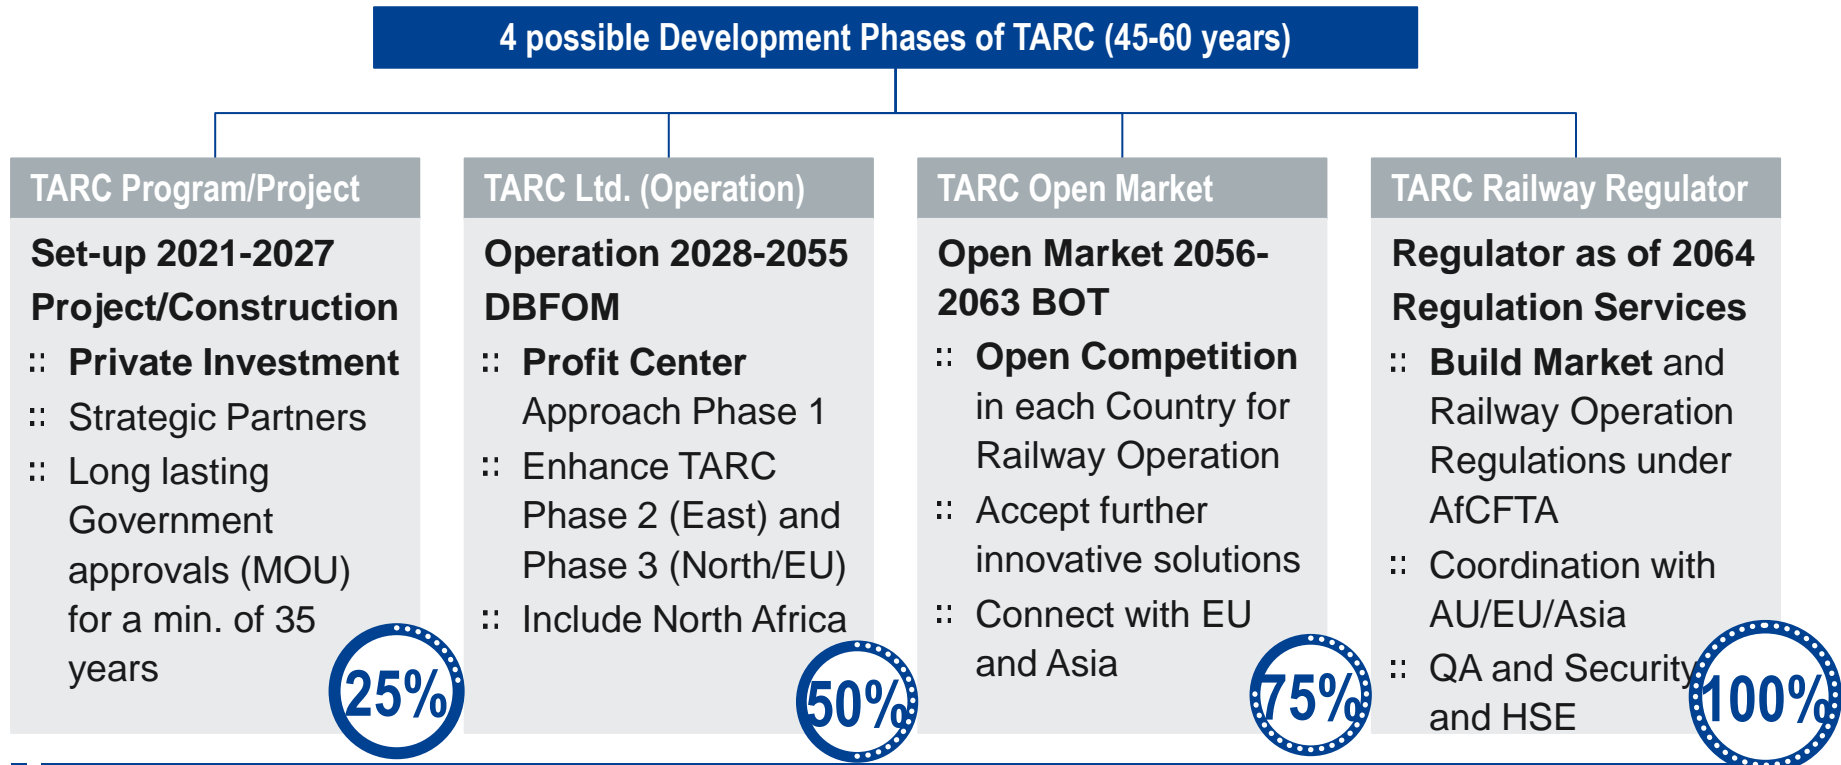 4 possible Development Phases of TARC (45-60 years)
TARC Program/Project
Set-up 2021-2027
Project/Construction
:: Private Investment
:: Strategic Partners
:: Long lasting
Government
approvals (MOU)
for a min. of 35
years
25%
TARC Ltd. (Operation)
Operation 2028-2055
DBFOM
:: Profit Center
Approach Phase 1
:: Enhance TARC
Phase 2 (East) and
Phase 3 (North/EU)
:: Include North Africa
50%
TARC Open Market
Open Market 2056-
2063 BOT
:: Open Competition
in each Country for
Railway Operation
:: Accept further
innovative solutions
:: Connect with EU
and Asia
75%
TARC Railway Regulator
Regulator as of 2064
Regulation Services
:: Build Market and
Railway Operation
Regulations under
AfCFTA
:: Coordination with
AU/EU/Asia
:: QA and Security
and HSE
100%